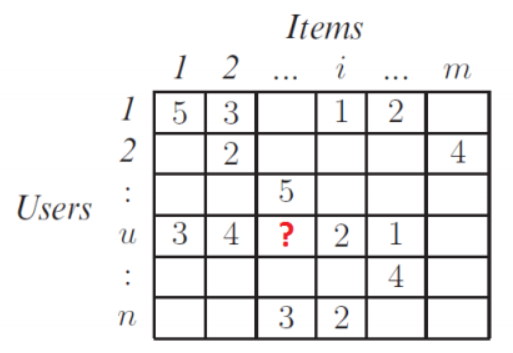 Items
1 2 ... i ... m
1 5 3 1 2
2 2 4
: 5
Users
u 3 4 ? 2 1
: 4
n 3 2